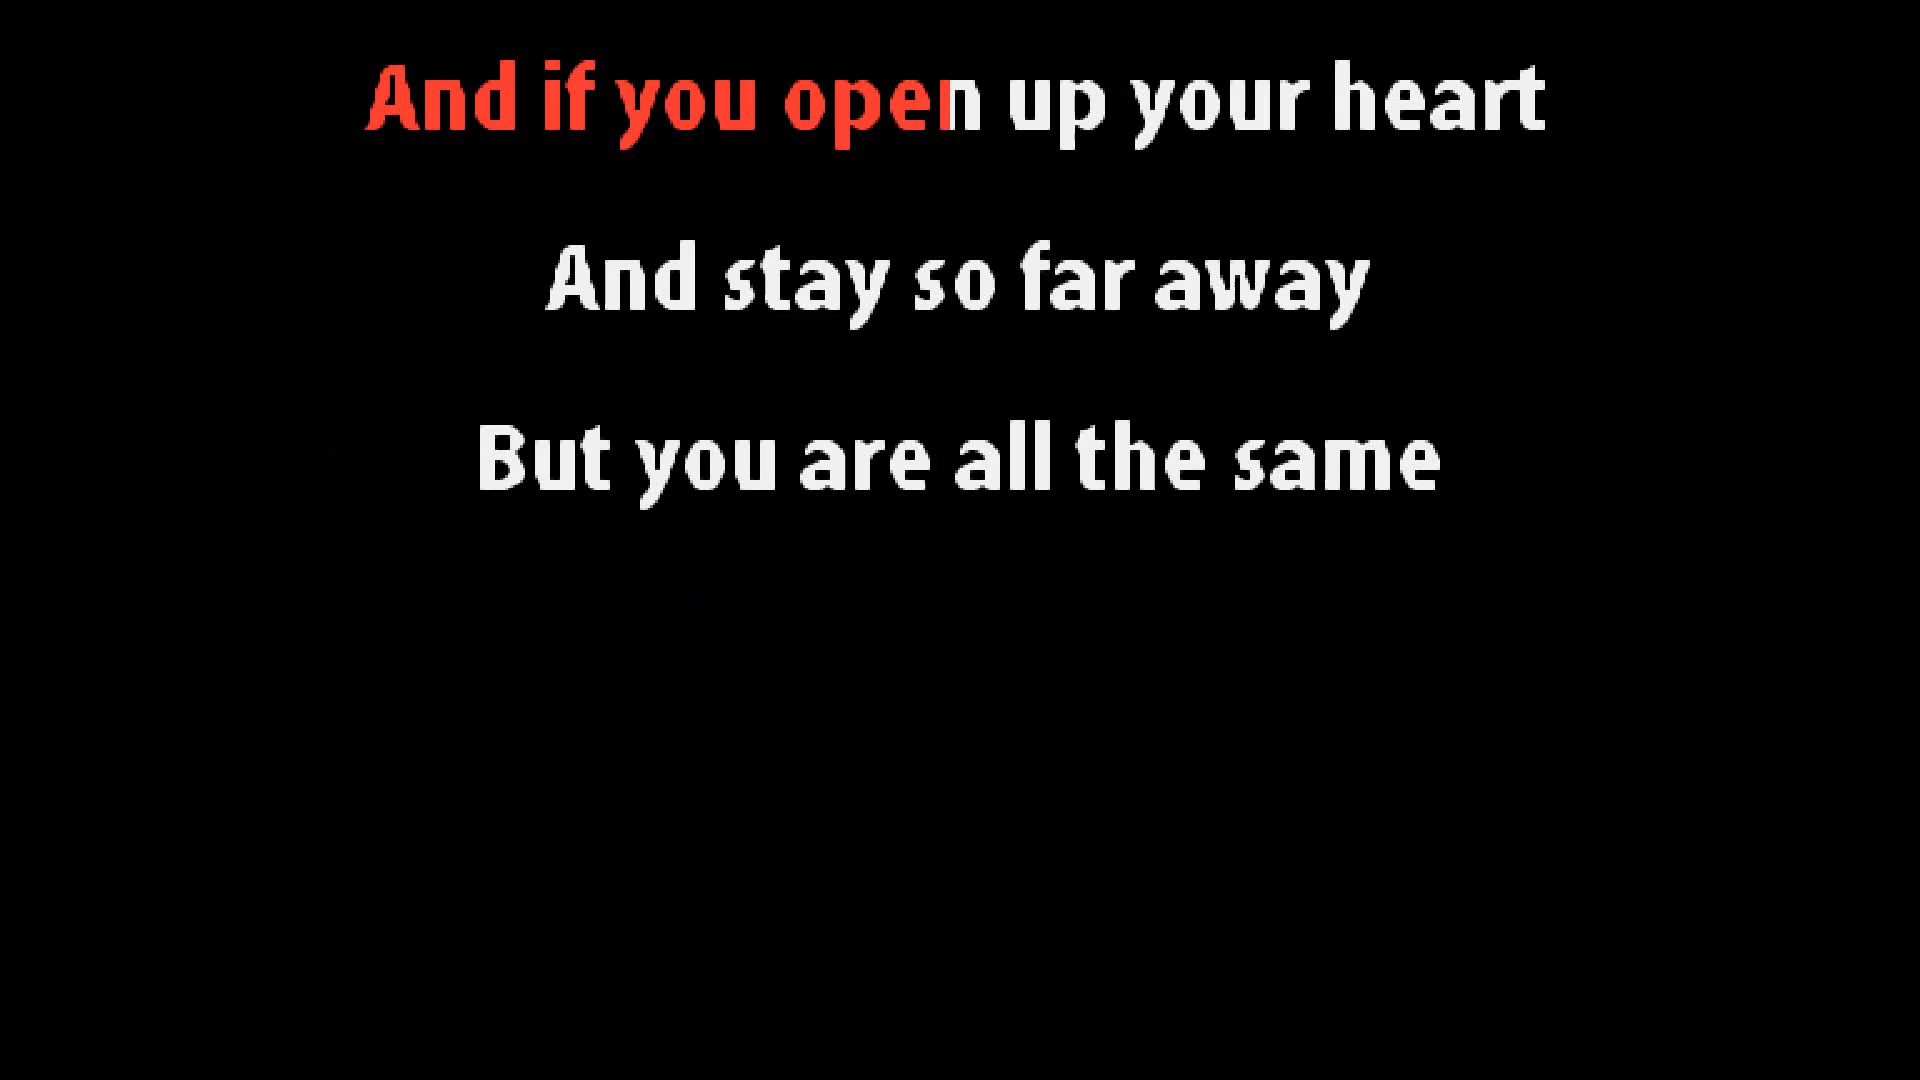 And if you open up your heart
And stay so far away
But you are all the same